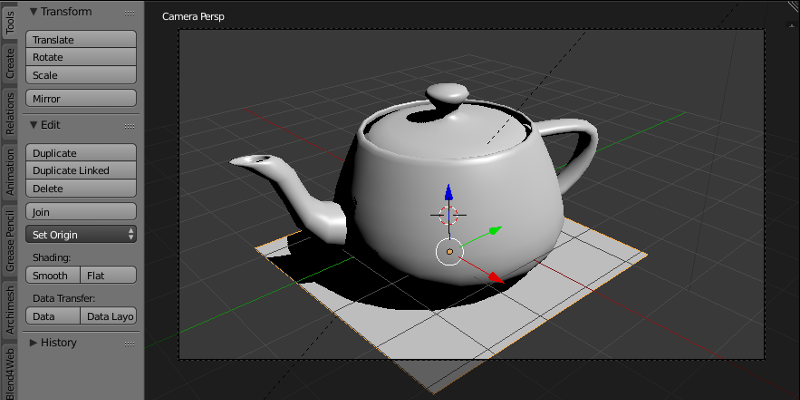 Tools
Create
Relations
Animation
Grease Pencil
Archimesh
Blend4Web
Transform
Translate
Rotate
Scale
Mirror
Edit
Duplicate
Duplicate Linked
Delete
Join
Set Origin
Shading:
Smooth Flat
Data Transfer:
Data Data Layo
History
Camera Persp